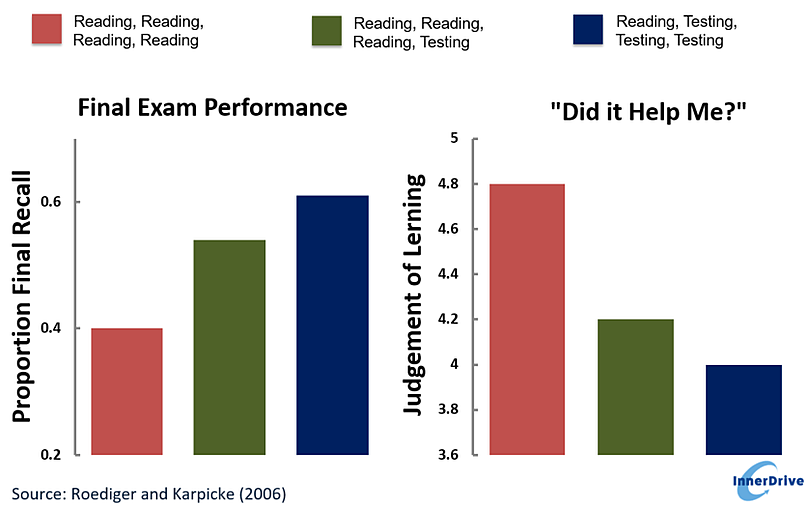 Reading, Reading,
Reading, Reading
Reading, Reading,
Reading, Testing
Reading, Testing,
Testing, Testing
Final Exam Performance
Proportion Final Recall
0.6
0.4
0.2
"Did it Help Me?"
Judgement of Lerning
5
4.8
4.6
4.4
4.2
4
3.8
3.6
Source: Roediger and Karpicke (2006)
InnerDrive